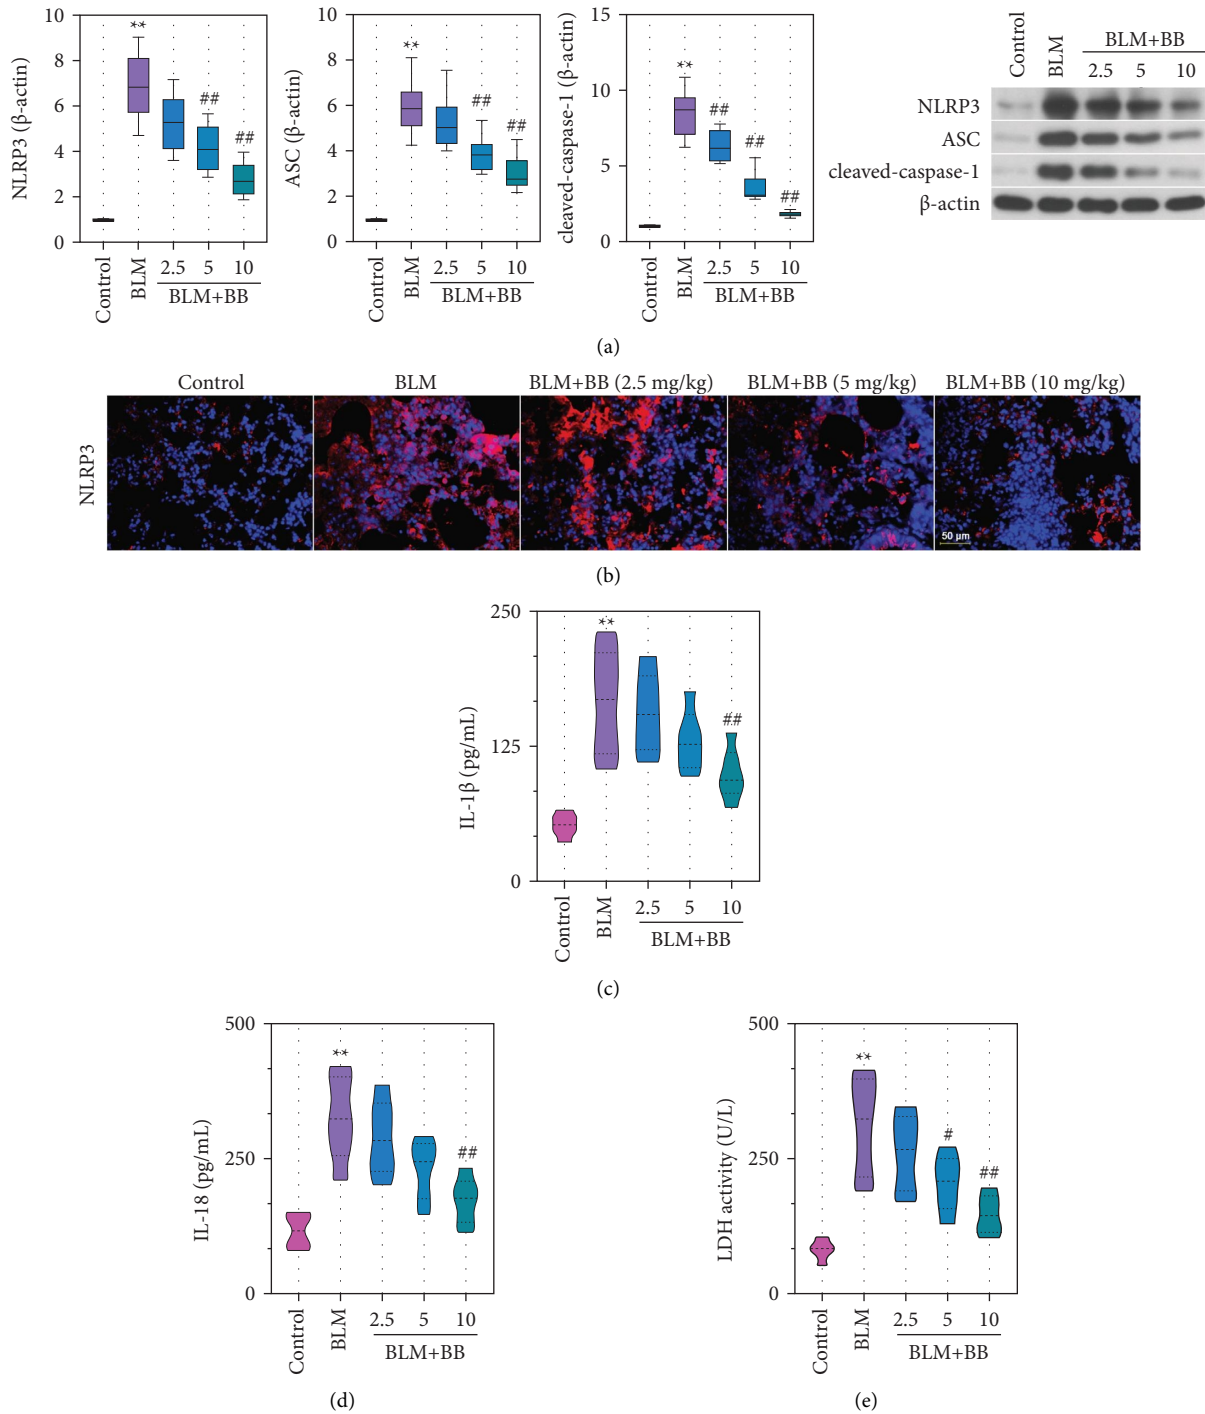 NLRP3 (β-actin)
10
8
6
4
2
0
**
##
##
Control
BLM
2.5
5
10
BLM+BB
ASC (β-actin)
10
8
6
4
2
0
**
##
##
Control
BLM
2.5
5
10
BLM+BB
cleaved-caspase-1 (β-actin)
15
10
5
0
**
##
##
##
Control
BLM
2.5
5
10
BLM+BB
Control
BLM
BLM+BB
2.5 5 10
NLRP3
ASC
cleaved-caspase-1
β-actin
(a)
Control BLM BLM+BB (2.5 mg/kg) BLM+BB (5 mg/kg) BLM+BB (10 mg/kg)
NLRP3
50 µm
(b)
IL-1β (pg/mL)
250
125
0
**
##
Control
BLM
2.5
5
10
BLM+BB
(c)
IL-18 (pg/mL)
500
250
0
**
##
Control
BLM
2.5
5
10
BLM+BB
(d)
LDH activity (U/L)
500
250
0
**
#
##
Control
BLM
2.5
5
10
BLM+BB
(e)